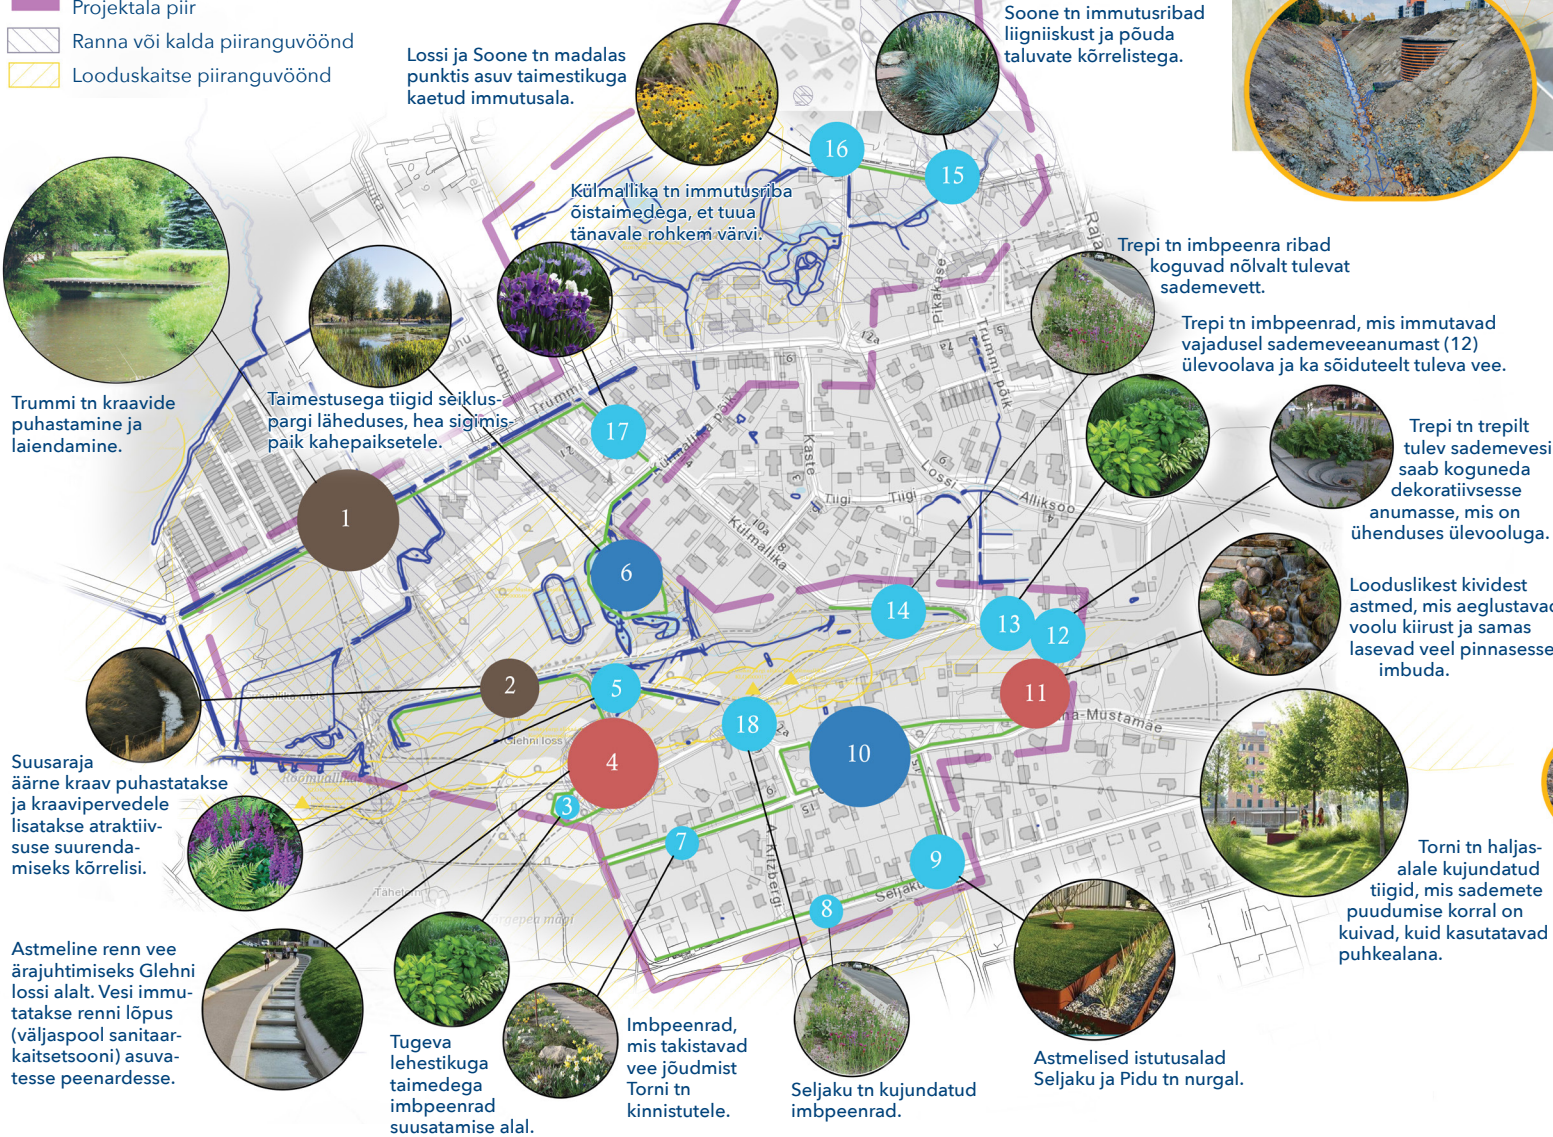 Projektala piir
Ranna või kalda piiranguvöönd
Looduskaitse piiranguvöönd
Lossi ja Soone tn madalas
punktis asuv taimestikuga
kaetud immutusala.
Soone tn immutusribad
liigniiskust ja põuda
taluvate kõrrelistega.
Külmallika tn immutusriba
õistaimedega, et tuua
tänavale rohkem värvi.
Trepi tn imbpeenra ribad
koguvad nõlvalt tulevat
sademevett.
Trepi tn imbpeenrad, mis immutavad
vajadusel sademeveeanumast (12)
ülevoolava ja ka sõiduteelt tuleva vee.
Trummi tn kraavide
puhastamine ja
laiendamine.
Taimestusega tiigid seiklus-
pargi läheduses, hea sigimis-
paik kahepaiksetele.
Trepi tn trepilt
tulev sademevesi
saab koguneda
dekoratiivsesse
anumasse, mis on
ühenduses ülevooluga.
Looduslikest kividest
astmed, mis aeglustavad
voolu kiirust ja samas
lasevad veel pinnasesse
imbuda.
Suusaraja
äärne kraav puhastatakse
ja kraavipervedele
lisatakse atraktiiv-
suse suurenda-
miseks kõrrelisi.
Torni tn haljas-
alale kujundatud
tiigid, mis sademete
puudumise korral on
kuivad, kuid kasutatavad
puhkealana.
Astmeline renn vee
ärajuhtimiseks Glehni
lossi alalt. Vesi immu-
tatakse renni lõpus
(väljaspool sanitaar-
kaitsetsooni) asuva-
tesse peenardesse.
Tugeva
lehestikuga
taimedega
imbpeenrad
suusatamise alal.
Imbpeenrad,
mis takistavad
vee jõudmist
Torni tn
kinnistutele.
Seljaku tn kujundatud
imbpeenrad.
Astmelised istutusalad
Seljaku ja Pidu tn nurgal.
16
15
17
1
6
14
13
12
2
5
11
18
4
10
3
7
9
8
Trummi
Külmallika põik
Külmallika
Kaste
Tiigi
Tiigi
Lossi
Alliksoo
Pikakase
Trummi põik
Raja
12a
10a
Glehni loss
Rõõmuallika
Tähetorn
A. Kitzbergi
Seljaku